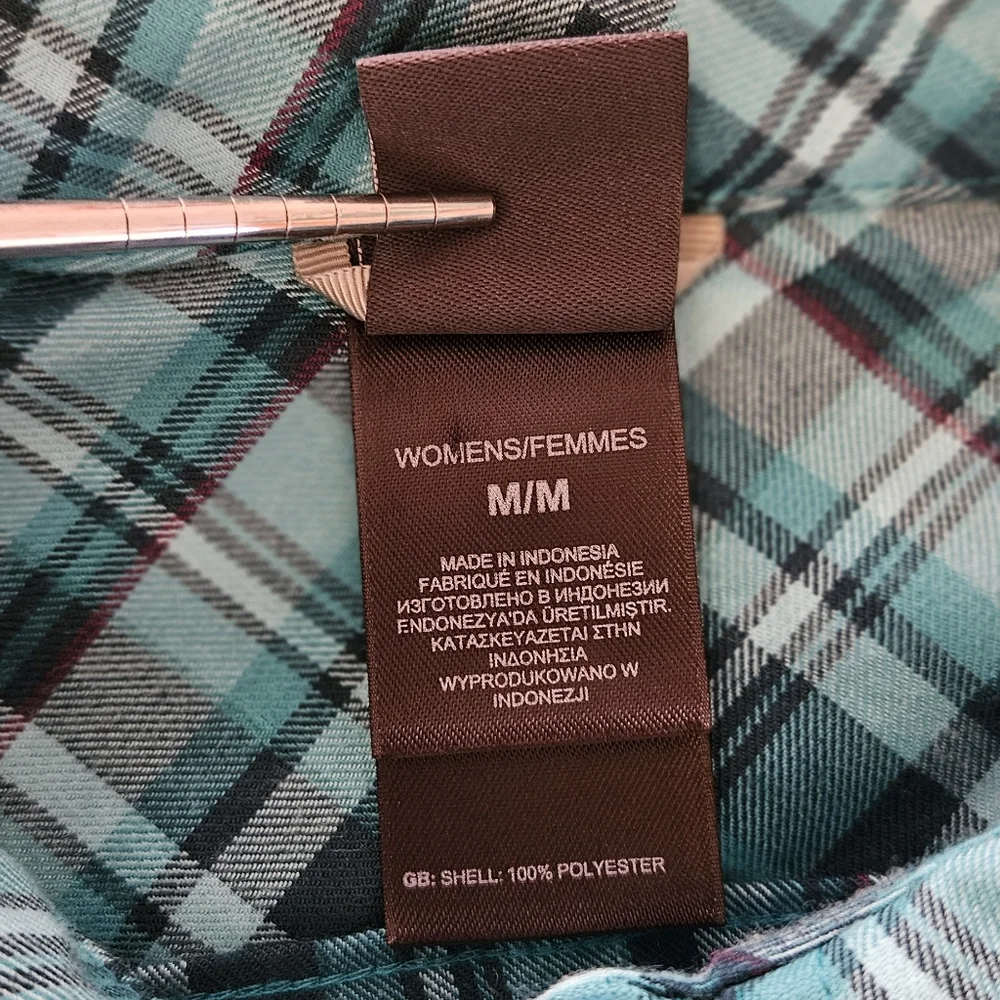 WOMENS/FEMMES
M/M
MADE IN INDONESIA
FABRIQUÉ EN INDONÉSIE
ИЗГОТОВЛЕНО В ИНДОНЕЗИИ
ENDONEZYA'DA ÜRETILMIŞTIR.
ΚΑΤΑΣΚΕΥΑΖΕΤΑΙ ΣΤΗΝ
ΙΝΔΟΝΗΣΙΑ
WYPRODUKOWANO W
INDONEZJI
GB: SHELL: 100% POLYESTER